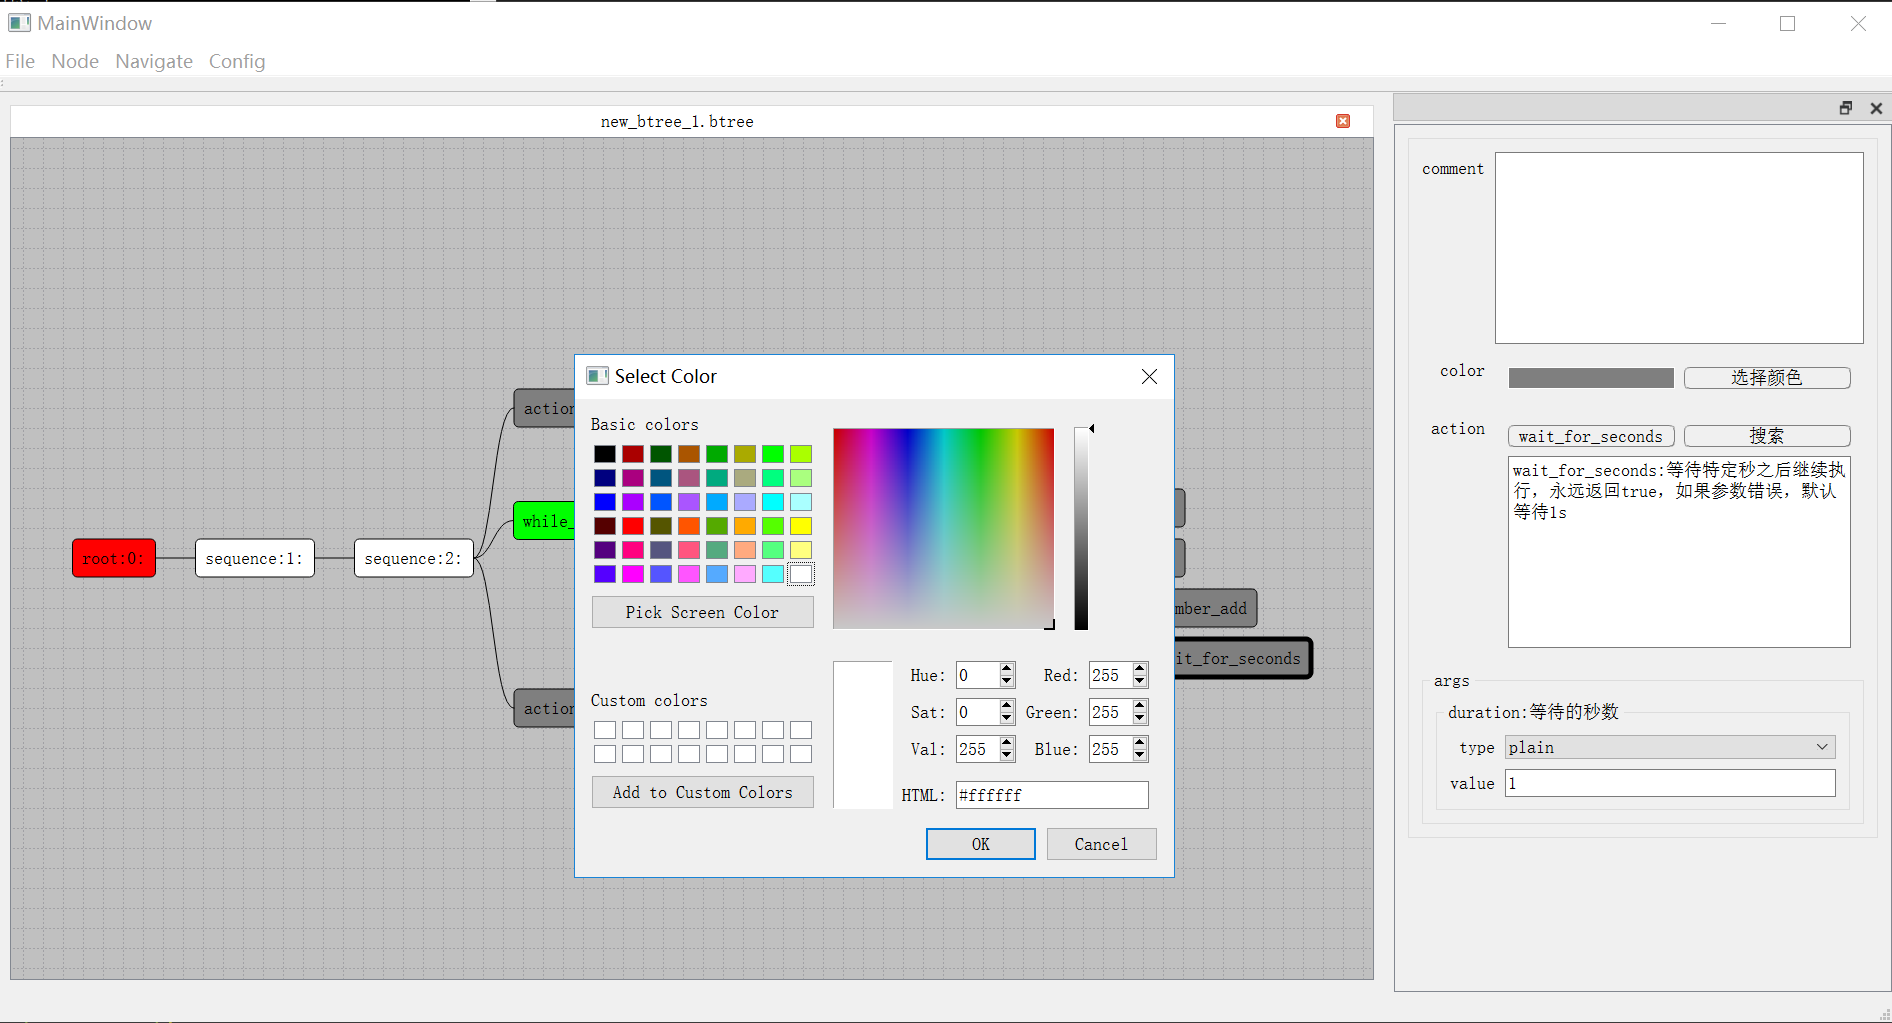 MainWindow
File Node Navigate Config
new_btree_1.btree
root:0:
sequence:1:
sequence:2:
action
while_
action
mber_add
it_for_seconds
Select Color
Basic colors
Pick Screen Color
Custom colors
Add to Custom Colors
Hue: 0 Red: 255
Sat: 0 Green: 255
Val: 255 Blue: 255
HTML: #ffffff
OK Cancel
comment
color 选择颜色
action wait_for_seconds 搜索
wait_for_seconds:等待特定秒之后继续执
行，永远返回true，如果参数错误，默认
等待1s
args
duration:等待的秒数
type plain
value 1